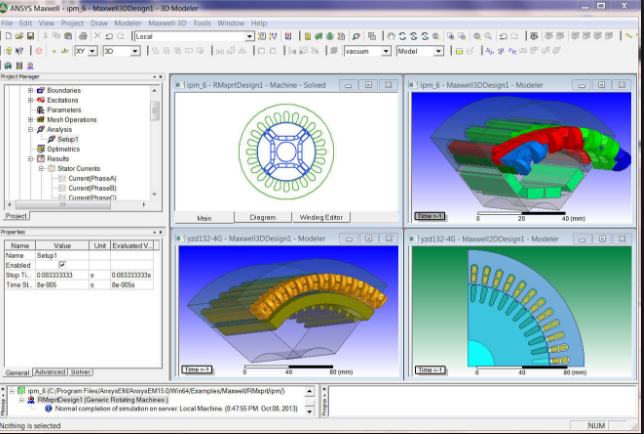 ANSYS Maxwell - ipm_6 - Maxwell3DDesign1 - 3D Modeler
File Edit View Project Draw Modeler Maxwell 3D Tools Window Help
Local
XY 3D vacuum Model
Project Manager
Boundaries
Excitations
Parameters
Mesh Operations
Analysis
Setup1
Optimetrics
Results
Stator Currents
Current(PhaseA)
Current(PhaseB)
Current(PhaseC)
Project
Properties
Name Value Unit Evaluated V...
Name Setup1
Enabled
Stop Ti... 0.083333333 s 0.083333333s
Time St... 8e-005 s 8e-005s
General Advanced Solver
ipm_6 - RMxprtDesign1 - Machine - Solved
Main Diagram Winding Editor
ipm_6 - Maxwell3DDesign1 - Modeler
Time =-1
0 20 40 (mm)
yzd132-4G - Maxwell3DDesign1 - Modeler
Time =-1
0 40 80 (mm)
yzd132-4G - Maxwell2DDesign1 - Modeler
Time =-1
0 40 80 (mm)
ipm_6 (C:/Program Files/AnsysEM/AnsysEM15.0/Win64/Examples/Maxwell/RMxprt/ipm/)
RMxprtDesign1 (Generic Rotating Machines)
Normal completion of simulation on server: Local Machine. (8:47:55 PM Oct 08, 2013)
Nothing is selected
NUM